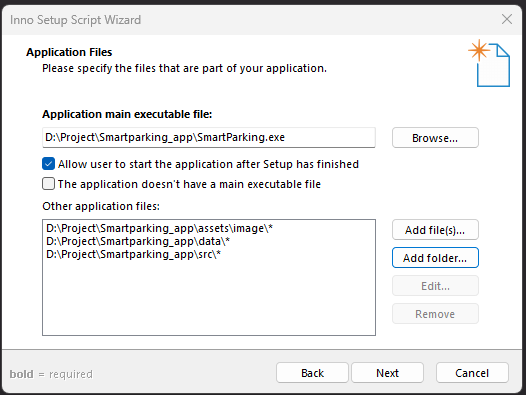 Inno Setup Script Wizard
Application Files
Please specify the files that are part of your application.
Application main executable file:
D:\Project\Smartparking_app\SmartParking.exe
Browse...
Allow user to start the application after Setup has finished
The application doesn't have a main executable file
Other application files:
D:\Project\Smartparking_app\assets\image\*
D:\Project\Smartparking_app\data\*
D:\Project\Smartparking_app\src\*
Add file(s)...
Add folder...
Edit...
Remove
bold = required
Back
Next
Cancel